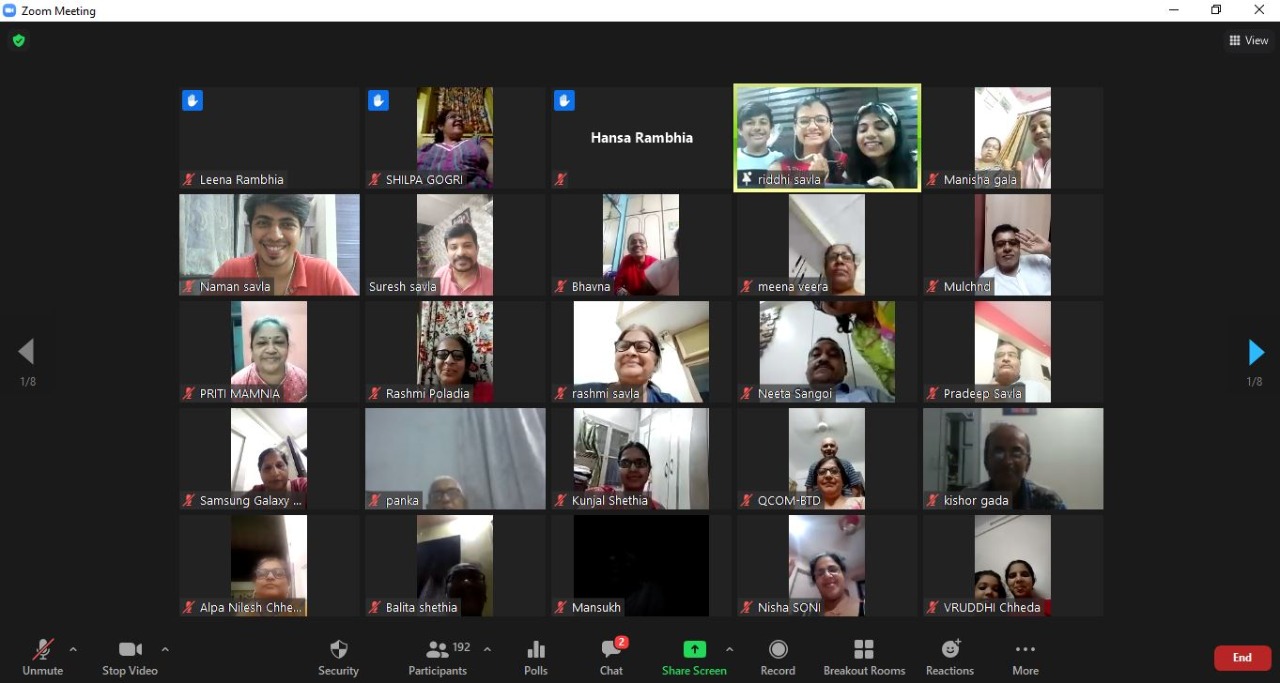 Zoom Meeting
View
Leena Rambhia
SHILPA GOGRI
Hansa Rambhia
riddhi savla
Manisha gala
Naman savla
Suresh savla
Bhavna
meena veera
Mulchnd
PRITI MAMNIA
Rashmi Poladia
rashmi savla
Neeta Sangoi
Pradeep Savla
1/8
1/8
Samsung Galaxy ...
panka
Kunjal Shethia
QCOM-BTD
kishor gada
Alpa Nilesh Chhe...
Balita shethia
Mansukh
Nisha SONI
VRUDDHI Chheda
192
2
Unmute
Stop Video
Security
Participants
Polls
Chat
Share Screen
Record
Breakout Rooms
Reactions
More
End